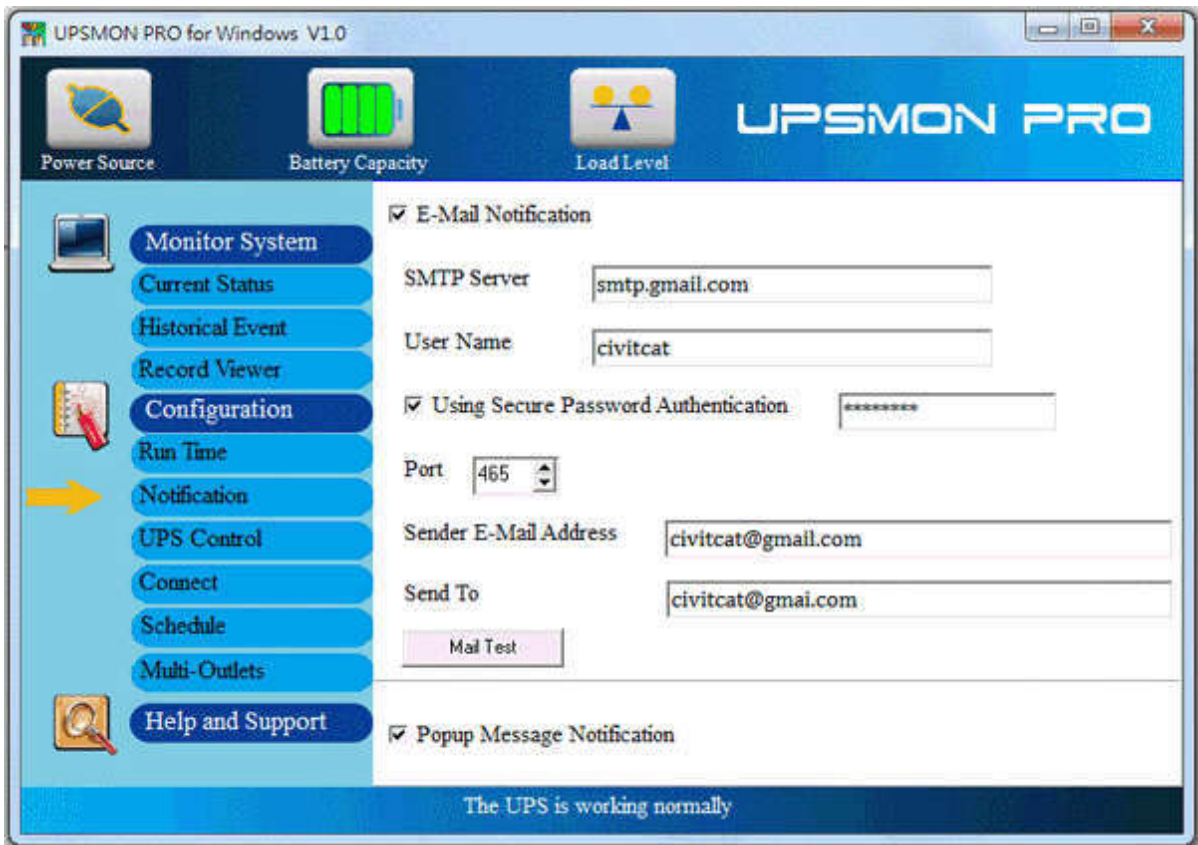 UPSMON PRO for Windows V1.0
UPSMON PRO
Power Source
Battery Capacity
Load Level
Monitor System
Current Status
Historical Event
Record Viewer
Configuration
Run Time
Notification
UPS Control
Connect
Schedule
Multi-Outlets
Help and Support
E-Mail Notification
SMTP Server
smtp.gmail.com
User Name
civitcat
Using Secure Password Authentication
********
Port
465
Sender E-Mail Address
civitcat@gmail.com
Send To
civitcat@gmai.com
Mail Test
Popup Message Notification
The UPS is working normally